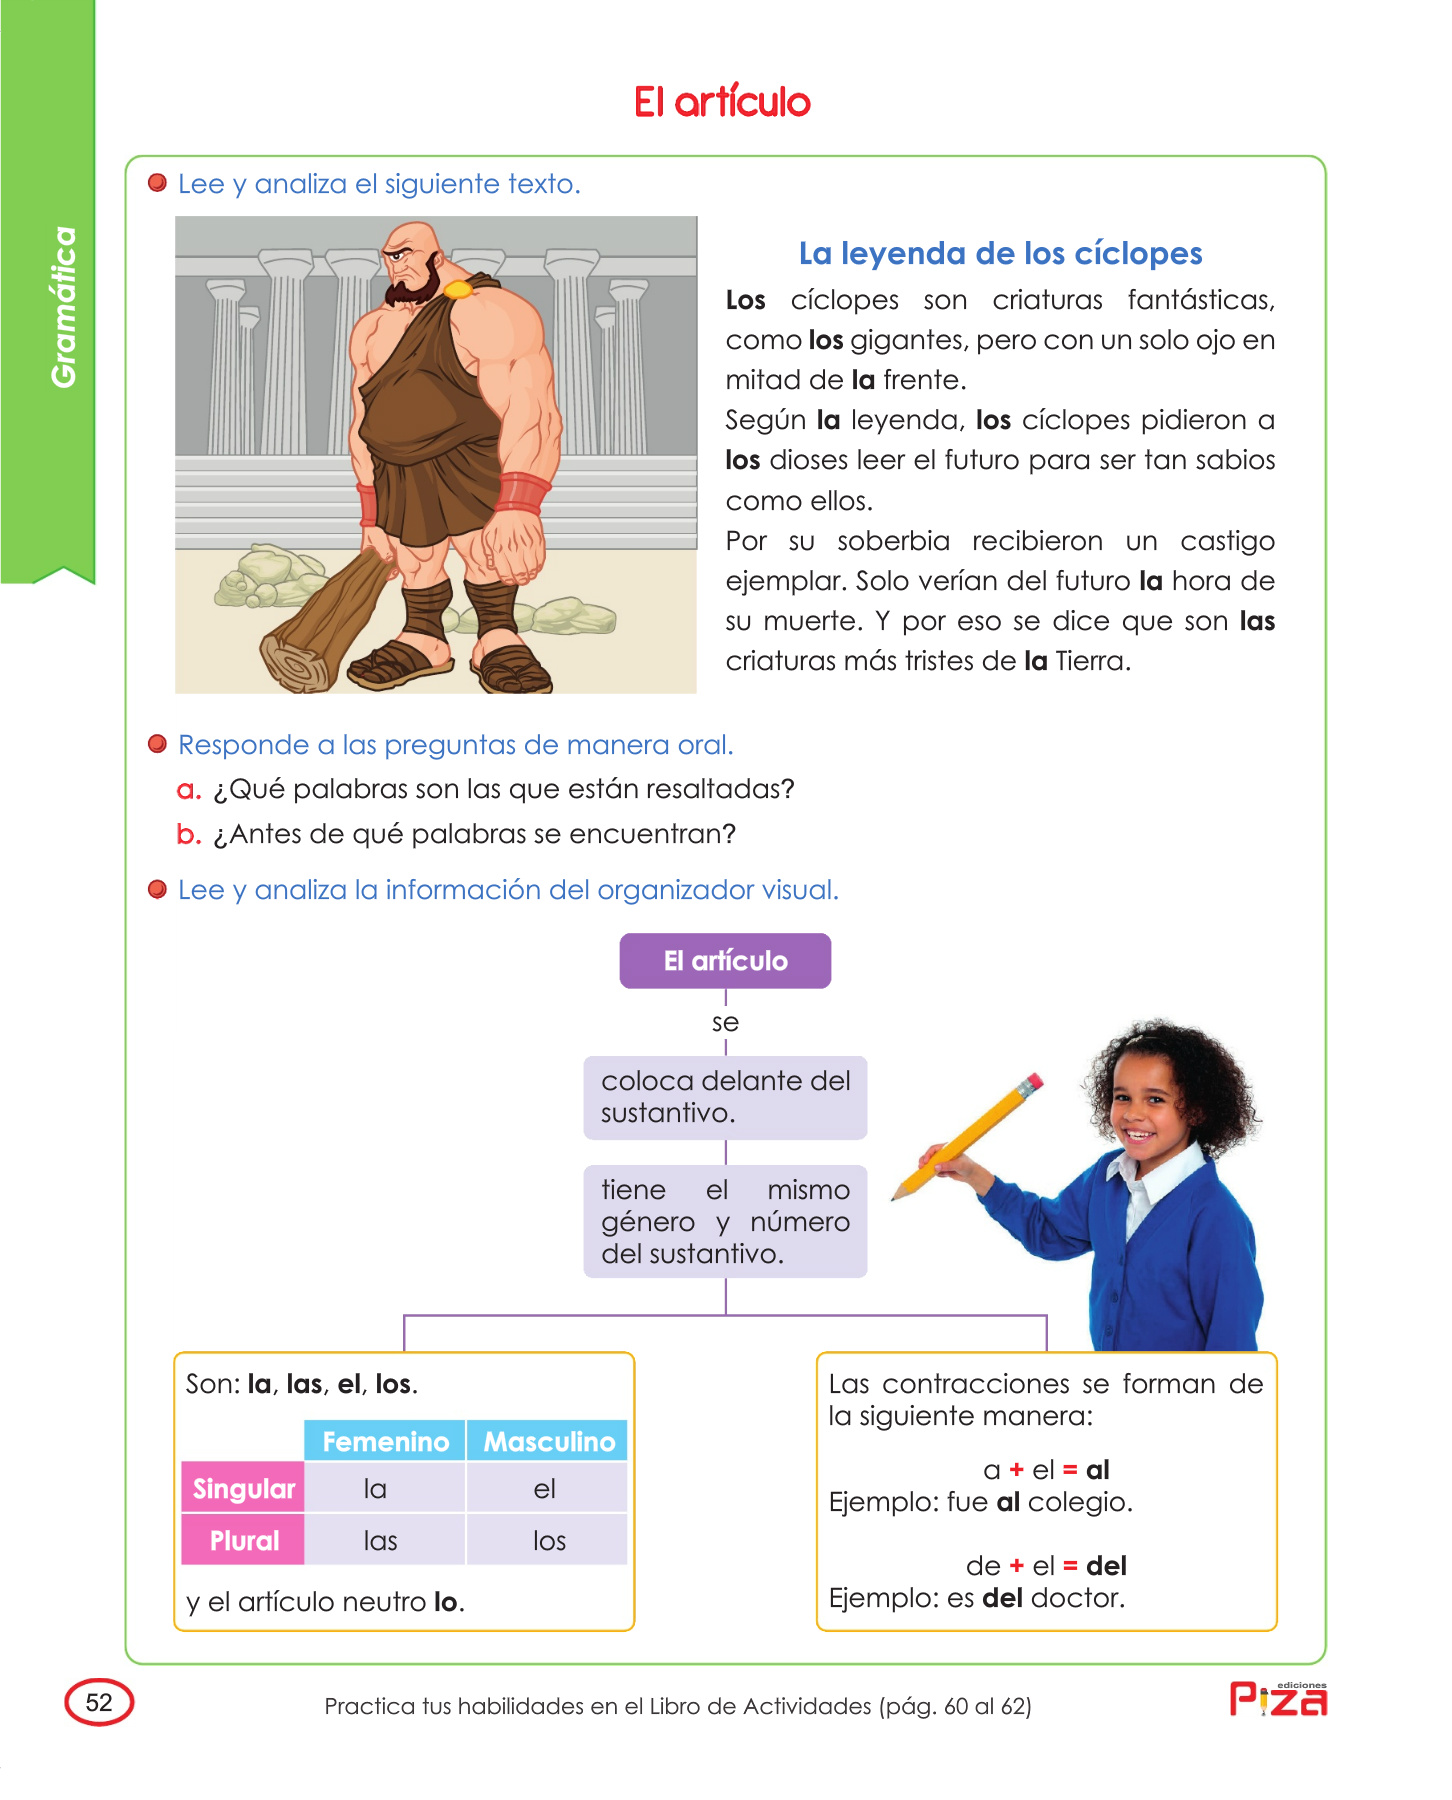 Gramática
El artículo
Lee y analiza el siguiente texto.
La leyenda de los cíclopes
Los cíclopes son criaturas fantásticas,
como los gigantes, pero con un solo ojo en
mitad de la frente.
Según la leyenda, los cíclopes pidieron a
los dioses leer el futuro para ser tan sabios
como ellos.
Por su soberbia recibieron un castigo
ejemplar. Solo verían del futuro la hora de
su muerte. Y por eso se dice que son las
criaturas más tristes de la Tierra.
Responde a las preguntas de manera oral.
a. ¿Qué palabras son las que están resaltadas?
b. ¿Antes de qué palabras se encuentran?
Lee y analiza la información del organizador visual.
El artículo
se
coloca delante del
sustantivo.
tiene el mismo
género y número
del sustantivo.
Son: la, las, el, los.
Femenino Masculino
Singular la el
Plural las los
y el artículo neutro lo.
Las contracciones se forman de
la siguiente manera:
a + el = al
Ejemplo: fue al colegio.
de + el = del
Ejemplo: es del doctor.
52
Practica tus habilidades en el Libro de Actividades (pág. 60 al 62)
ediciones
Piza